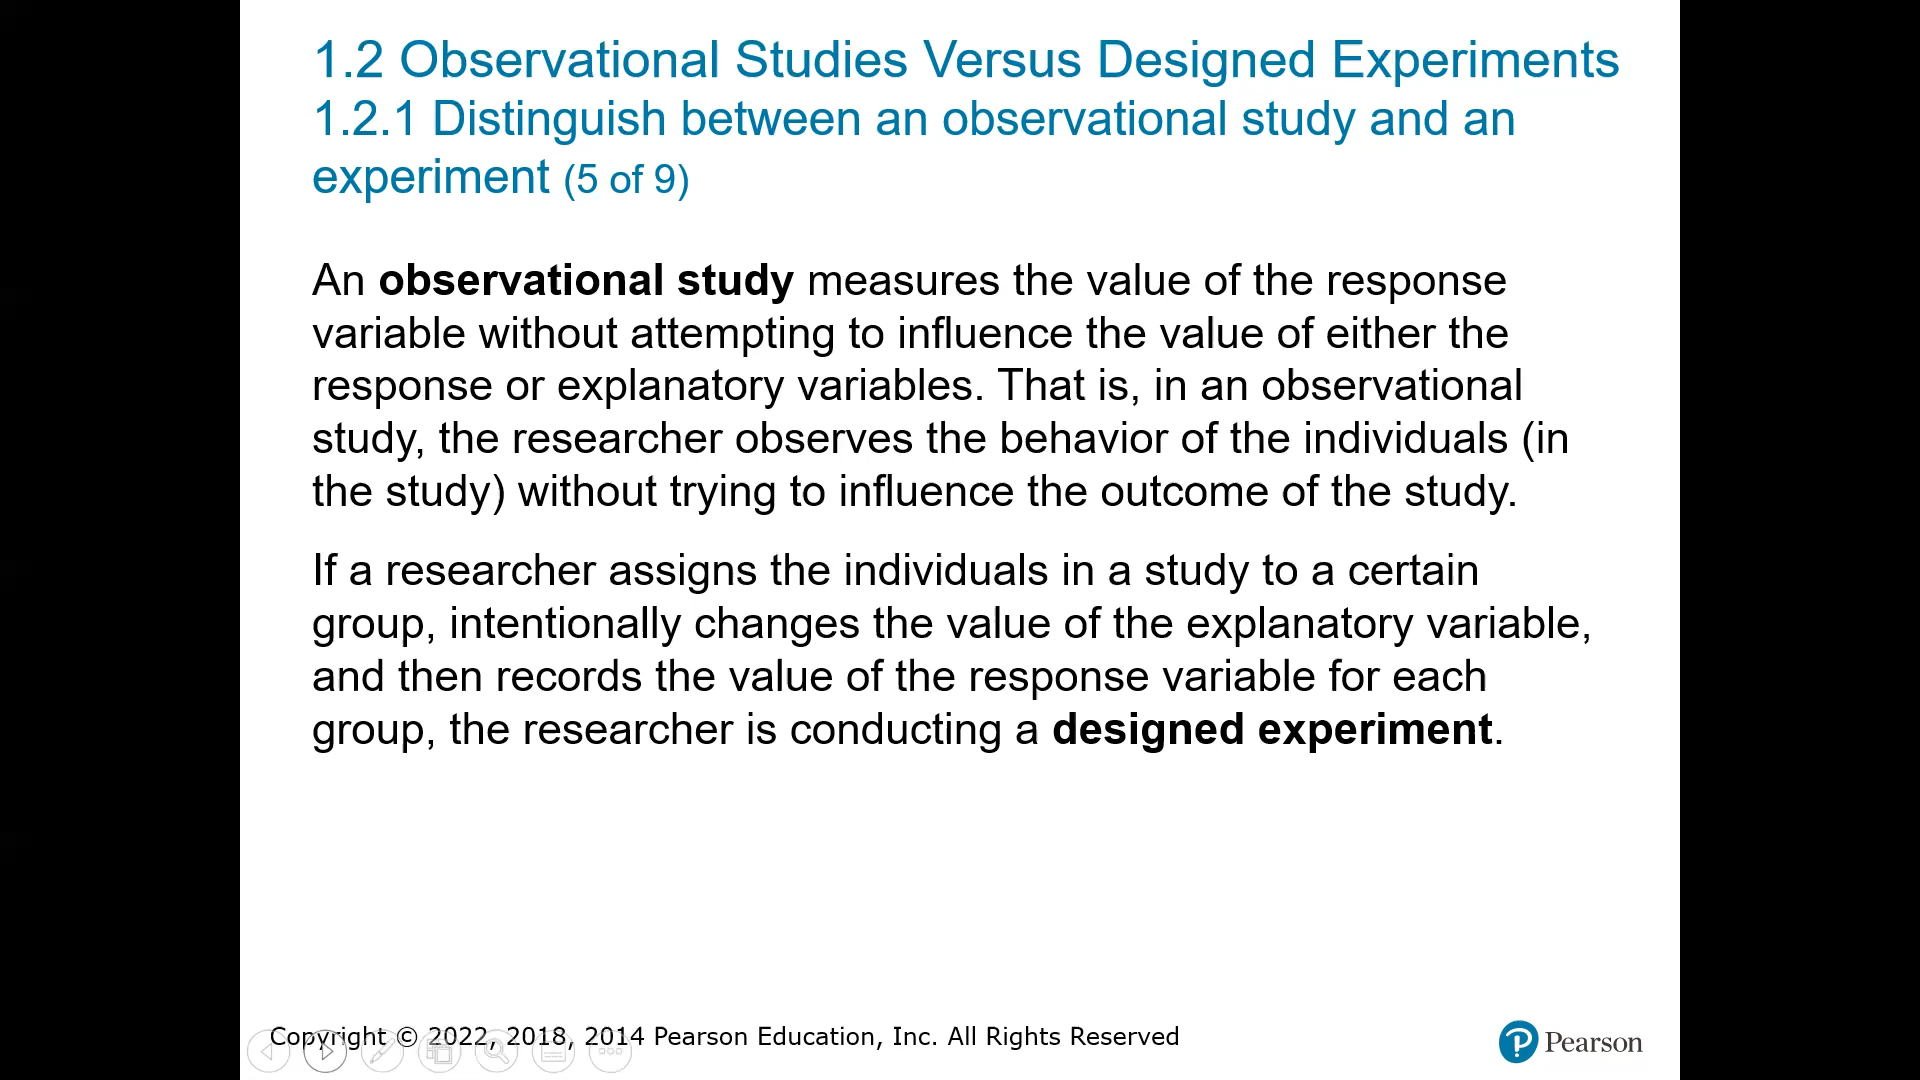 1.2 Observational Studies Versus Designed Experiments
1.2.1 Distinguish between an observational study and an
experiment (5 of 9)
An observational study measures the value of the response
variable without attempting to influence the value of either the
response or explanatory variables. That is, in an observational
study, the researcher observes the behavior of the individuals (in
the study) without trying to influence the outcome of the study.
If a researcher assigns the individuals in a study to a certain
group, intentionally changes the value of the explanatory variable,
and then records the value of the response variable for each
group, the researcher is conducting a designed experiment.
Copyright © 2022, 2018, 2014 Pearson Education, Inc. All Rights Reserved
Pearson